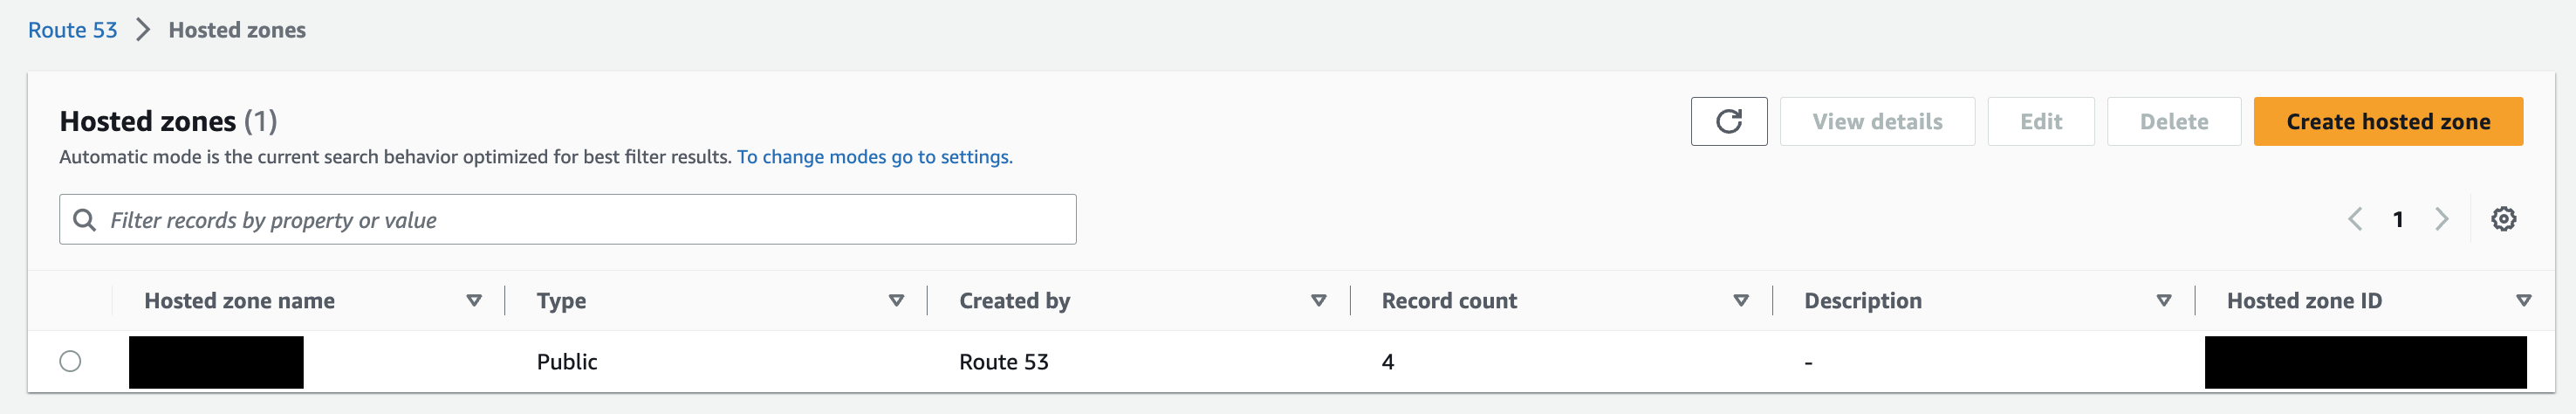 Route 53 > Hosted zones
Hosted zones (1)
Automatic mode is the current search behavior optimized for best filter results. To change modes go to settings.
View details Edit Delete Create hosted zone
Filter records by property or value
1
Hosted zone name Type Created by Record count Description Hosted zone ID
Public Route 53 4 -